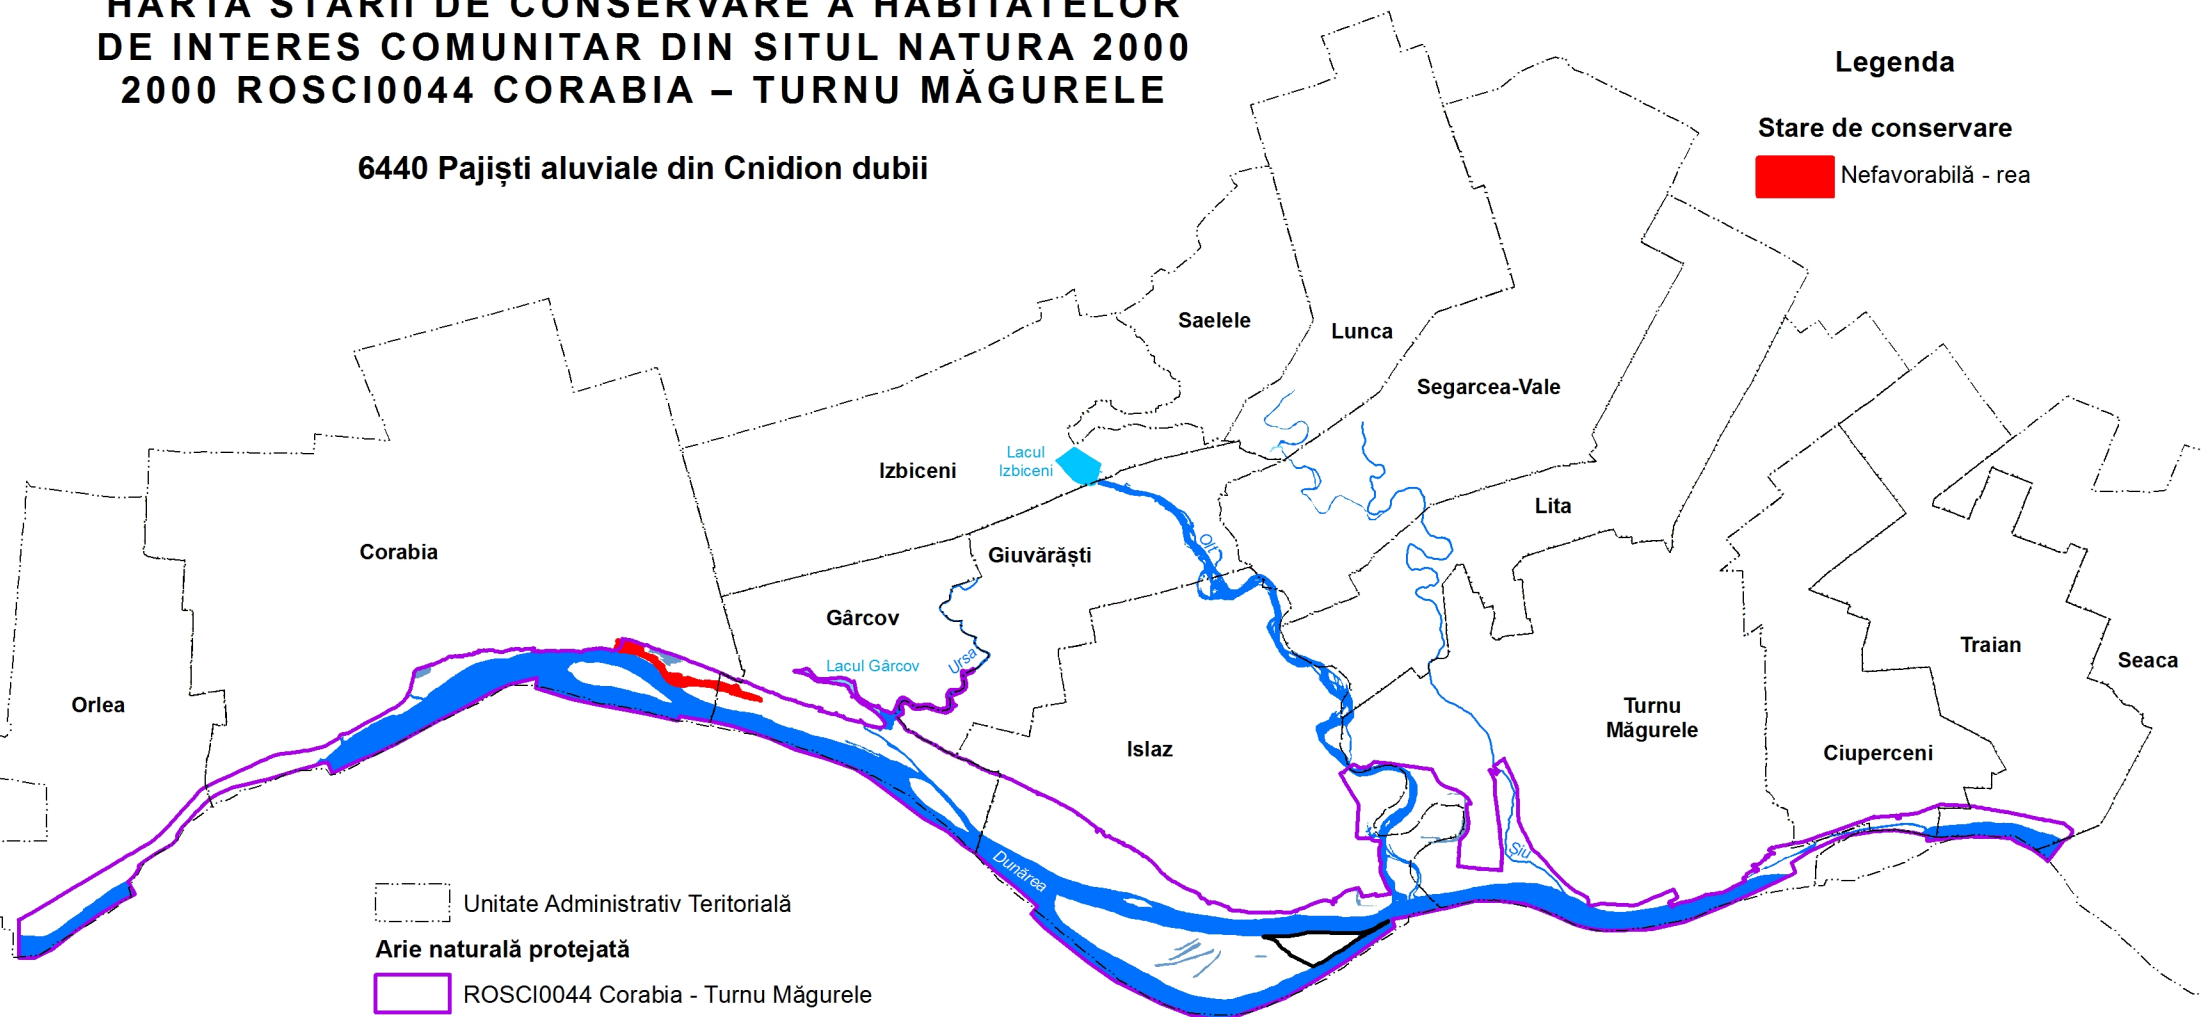 HARTA STĂRII DE CONSERVARE A HABITATELOR
DE INTERES COMUNITAR DIN SITUL NATURA 2000
2000 ROSCI0044 CORABIA – TURNU MĂGURELE
6440 Pajiști aluviale din Cnidion dubii
Legenda
Stare de conservare
Nefavorabilă - rea
Saelele
Lunca
Segarcea-Vale
Lacul
Izbiceni
Izbiceni
Lita
Corabia
Olt
Giuvărăști
Gârcov
Traian
Seaca
Lacul Gârcov
Ursa
Orlea
Turnu
Măgurele
Islaz
Ciuperceni
Șiu
Dunărea
Unitate Administrativ Teritorială
Arie naturală protejată
ROSCI0044 Corabia - Turnu Măgurele